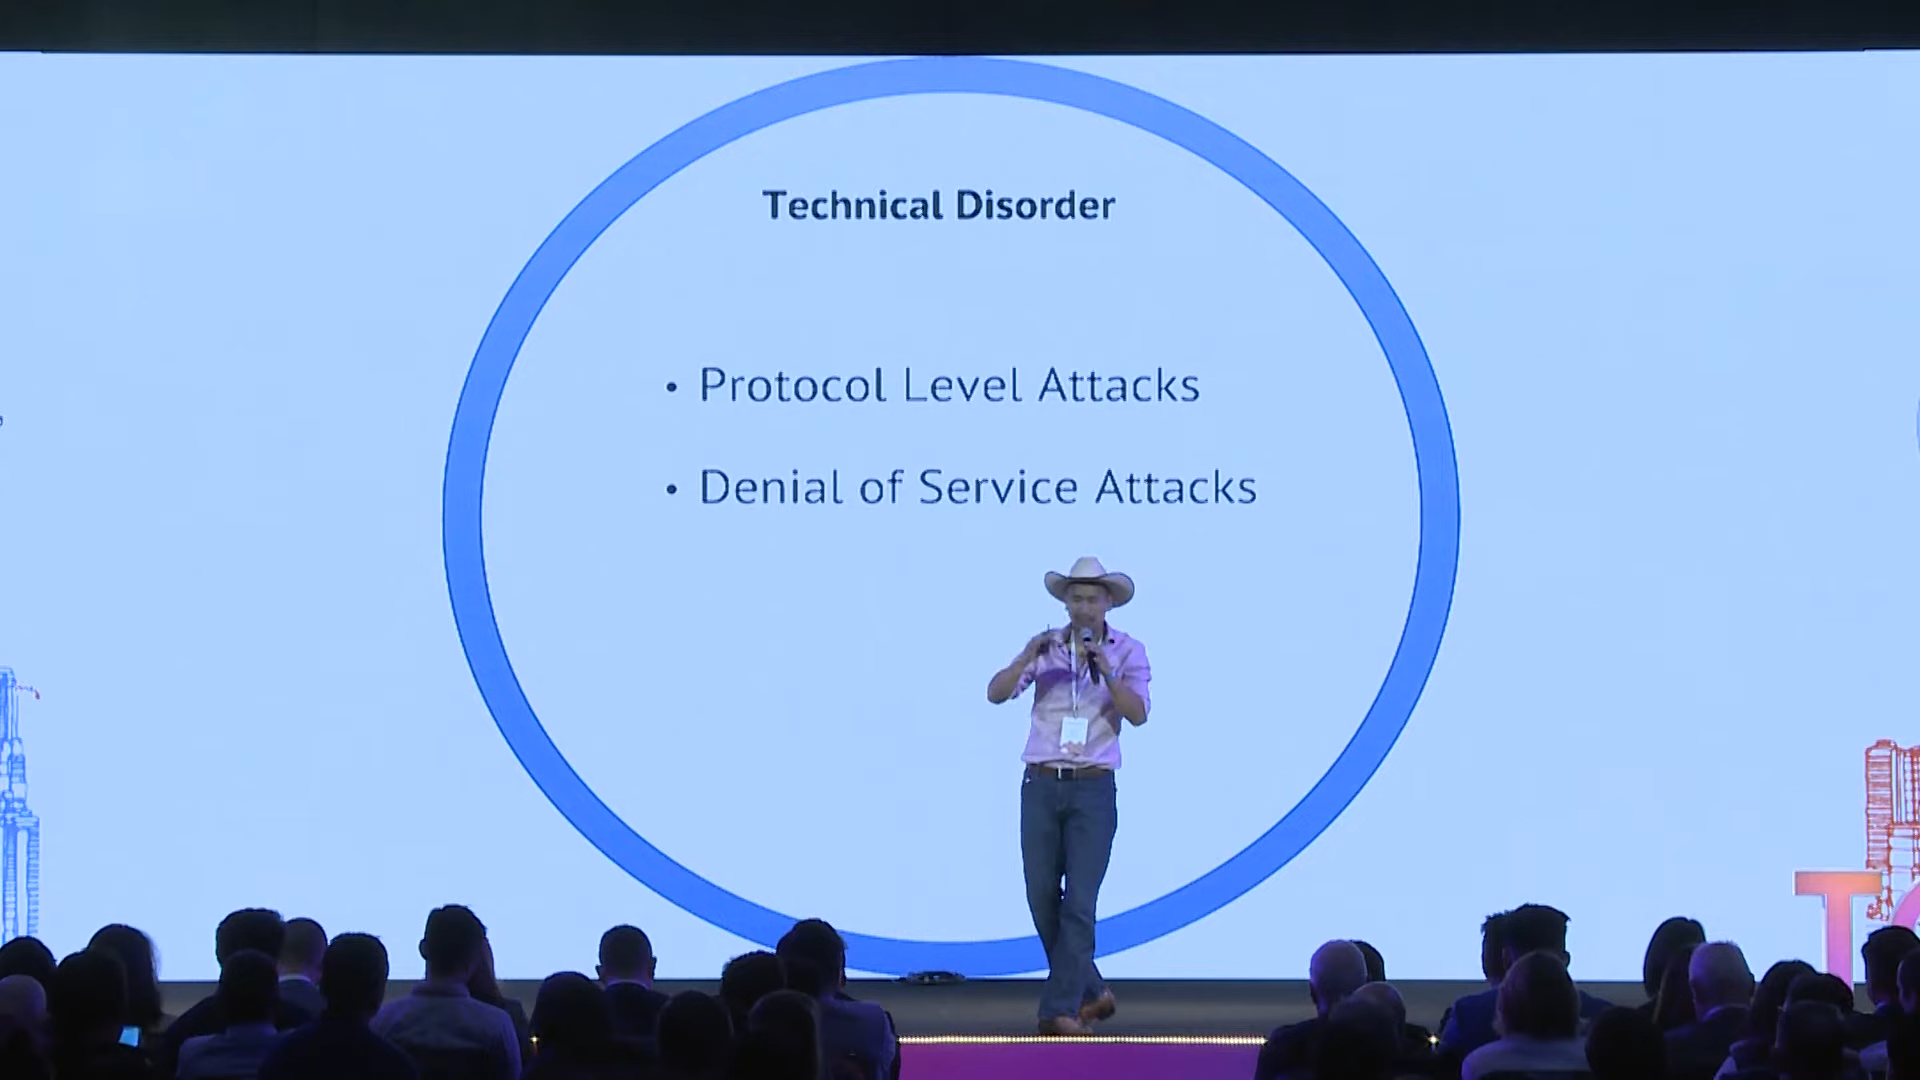 Technical Disorder
• Protocol Level Attacks
• Denial of Service Attacks